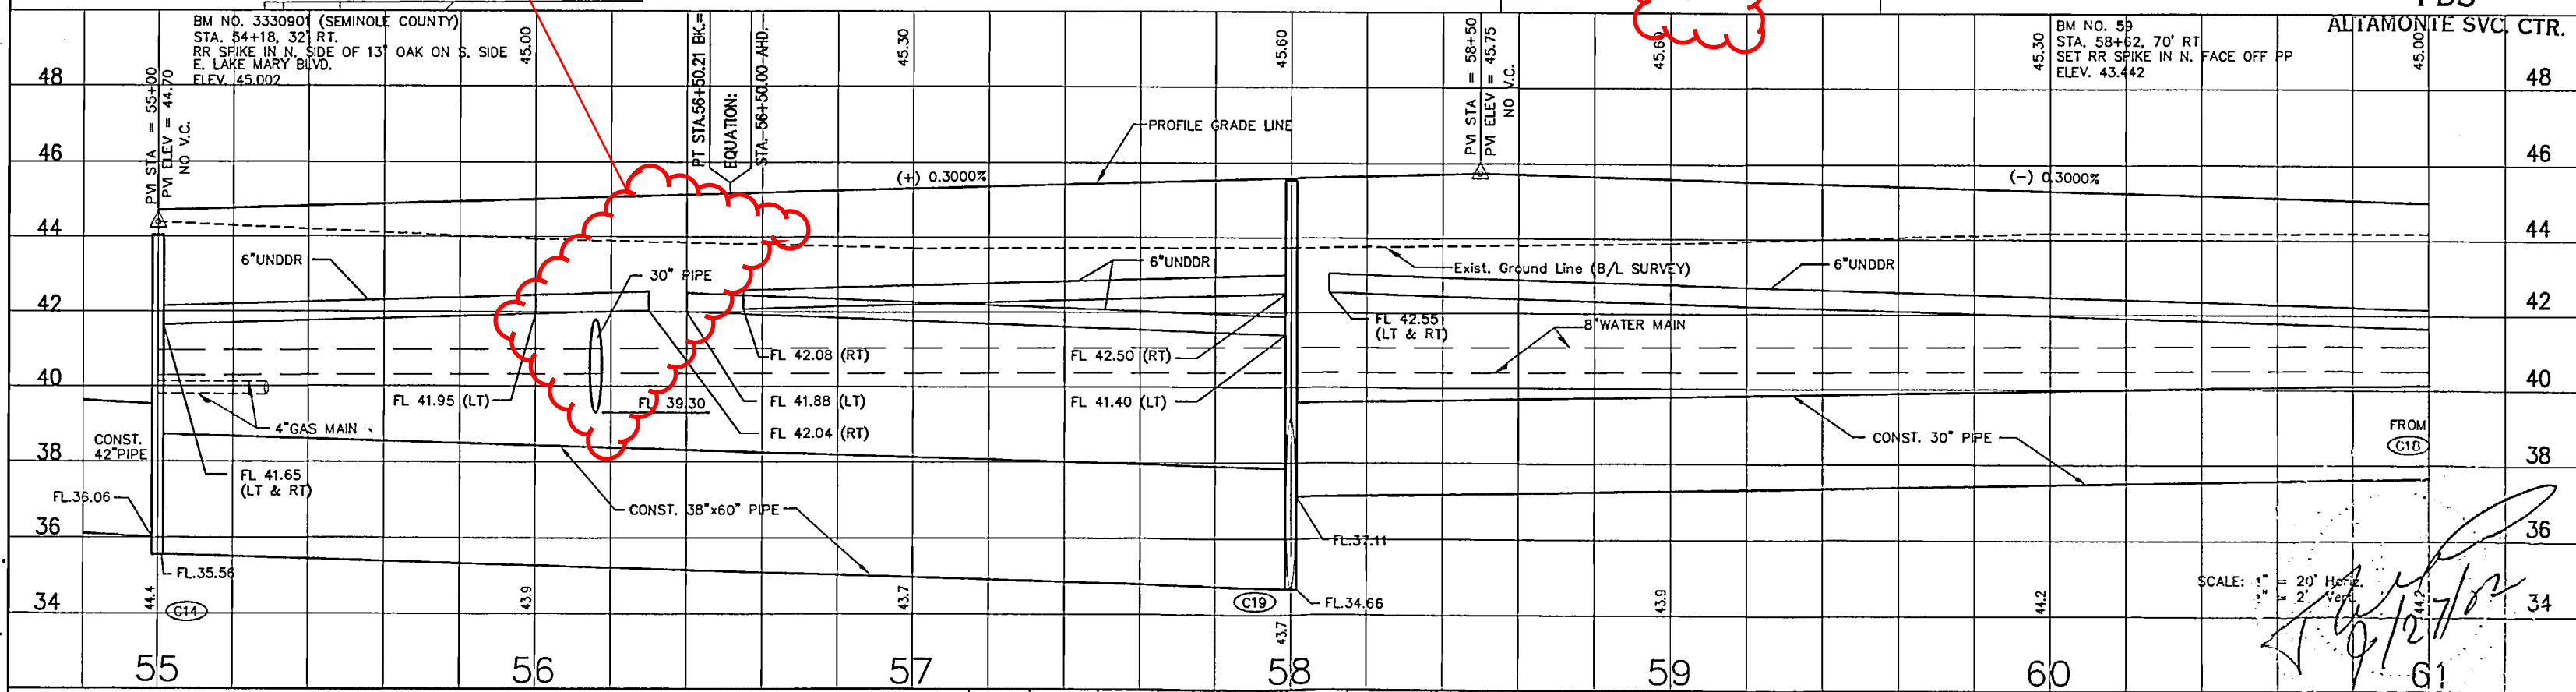 BM NO. 3330901 (SEMINOLE COUNTY)
STA. 54+18, 32' RT.
RR SPIKE IN N. SIDE OF 13" OAK ON S. SIDE
E. LAKE MARY BLVD.
ELEV. 45.002
45.00
PT STA.56+50.21 BK.=
EQUATION:
STA. 56+50.00 AHD.
45.30
45.60
PVI STA = 58+50
PVI ELEV = 45.75
NO V.C.
45.60
45.30
BM NO. 59
STA. 58+62, 70' RT
SET RR SPIKE IN N. FACE OFF PP
ELEV. 43.442
ALTAMONTE SVC. CTR.
45.00
48
48
PVI STA = 55+00
PVI ELEV = 44.70
NO V.C.
PROFILE GRADE LINE
46
46
(+) 0.3000%
(-) 0.3000%
44
44
6"UNDDR
30" PIPE
6"UNDDR
Exist. Ground Line (B/L SURVEY)
6"UNDDR
42
42
FL 42.55
(LT & RT)
8"WATER MAIN
FL 42.08 (RT)
FL 42.50 (RT)
40
40
FL 41.95 (LT)
FL 39.30
FL 41.88 (LT)
FL 41.40 (LT)
4"GAS MAIN
FL 42.04 (RT)
CONST.
42"PIPE
CONST. 30" PIPE
FROM
C18
38
38
FL 41.65
(LT & RT)
FL.36.06
CONST. 38"x60" PIPE
36
36
FL.37.11
FL.35.56
SCALE: 1" = 20' Horiz.
1" = 2' Vert.
34
44.4
C14
43.9
43.7
C19
43.7
FL.34.66
43.9
44.2
44.2
34
9/27/02
55
56
57
58
59
60
61